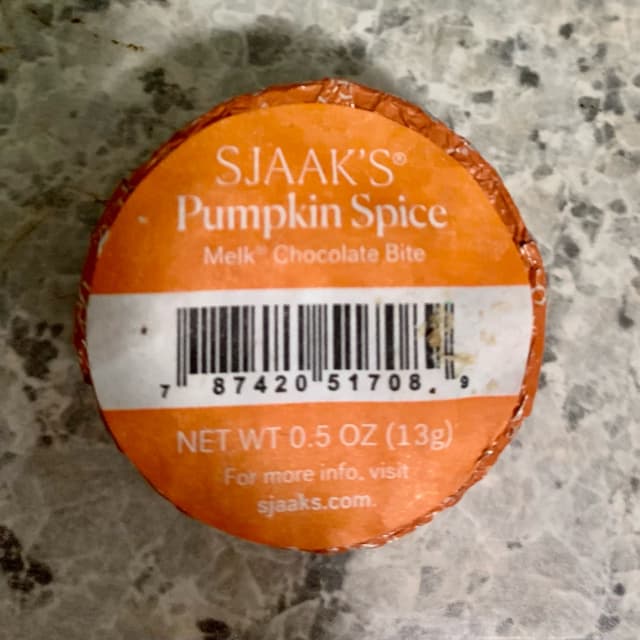 SJAAK'S®
Pumpkin Spice
Melk® Chocolate Bite
7 87420 51708 9
NET WT 0.5 OZ (13g)
For more info, visit
sjaaks.com.